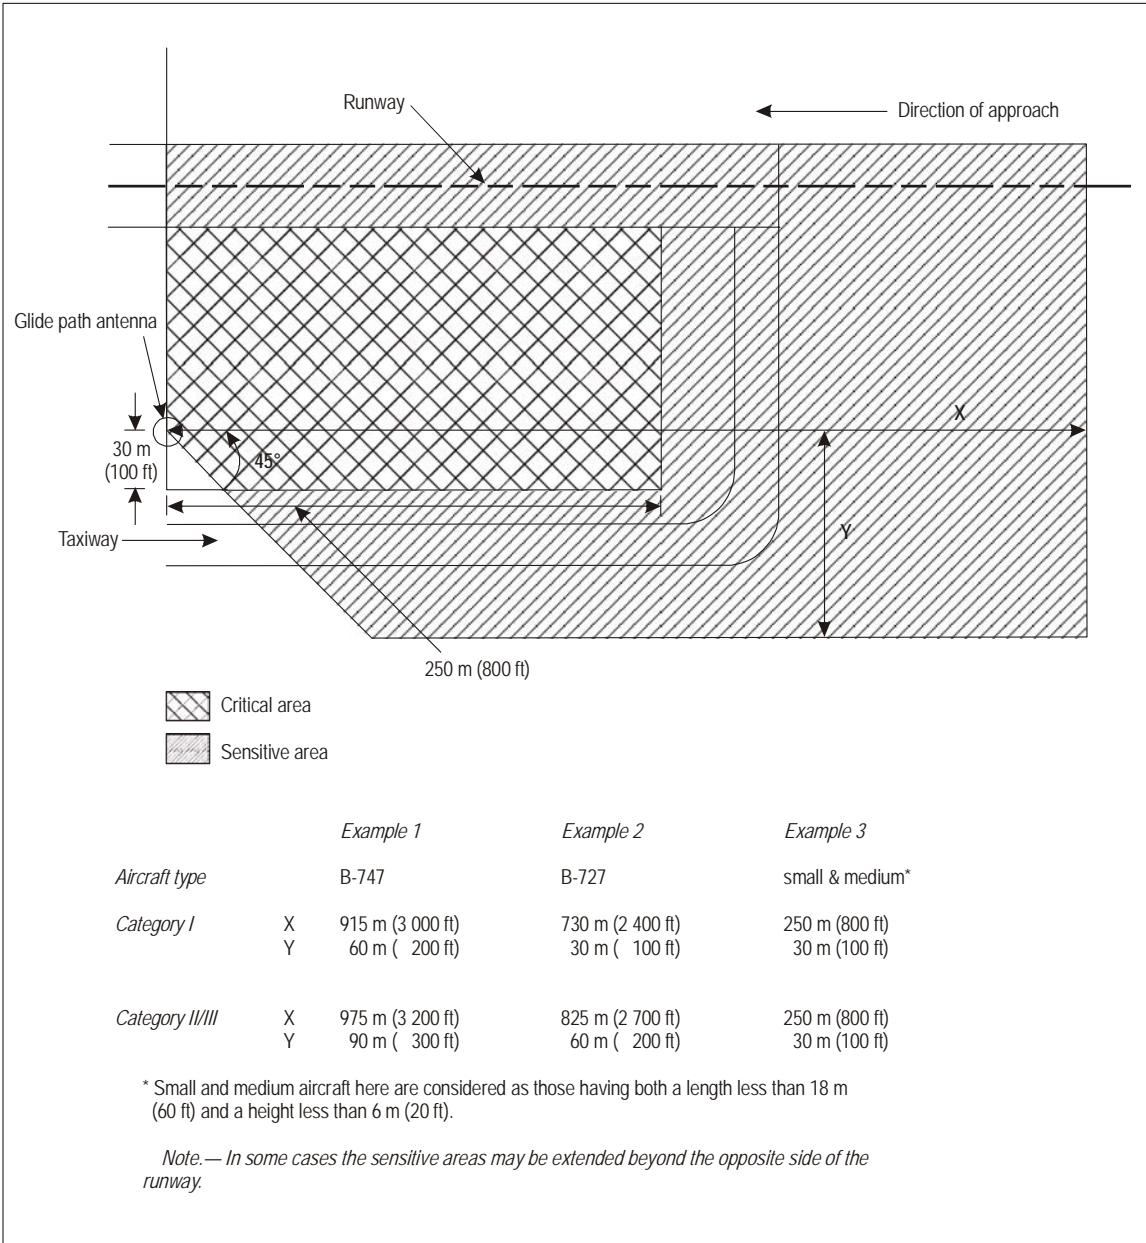 Runway
Direction of approach
Glide path antenna
X
30 m
(100 ft)
45°
Taxiway
Y
250 m (800 ft)
Critical area
Sensitive area
Example 1 Example 2 Example 3
Aircraft type B-747 B-727 small & medium*
Category I X 915 m (3 000 ft) 730 m (2 400 ft) 250 m (800 ft)
Y 60 m ( 200 ft) 30 m ( 100 ft) 30 m (100 ft)
Category II/III X 975 m (3 200 ft) 825 m (2 700 ft) 250 m (800 ft)
Y 90 m ( 300 ft) 60 m ( 200 ft) 30 m (100 ft)
* Small and medium aircraft here are considered as those having both a length less than 18 m
(60 ft) and a height less than 6 m (20 ft).
Note.— In some cases the sensitive areas may be extended beyond the opposite side of the
runway.